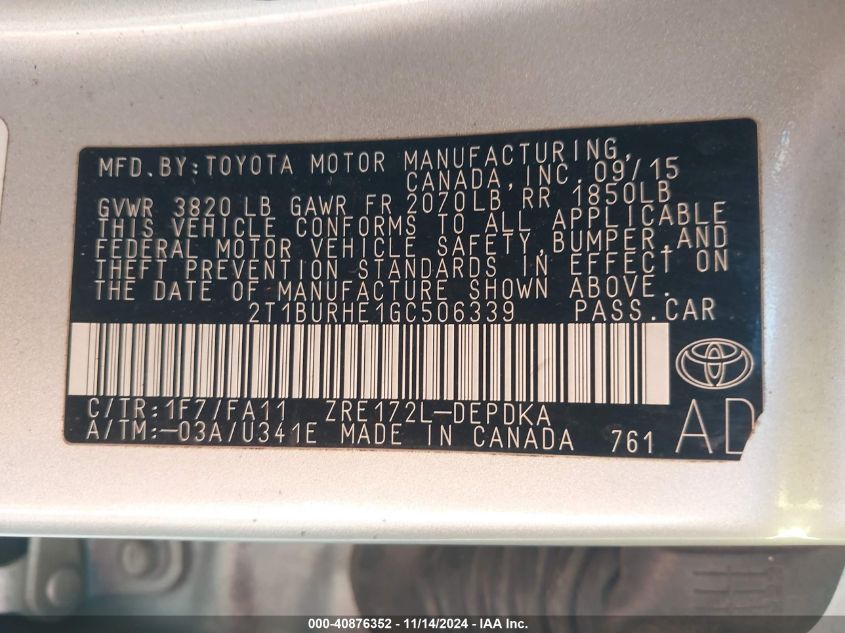 MFD.BY:TOYOTA MOTOR MANUFACTURING,
CANADA,INC.09/15
GVWR 3820 LB GAWR FR 2070LB RR 1850LB
THIS VEHICLE CONFORMS TO ALL APPLICABLE
FEDERAL MOTOR VEHICLE SAFETY,BUMPER,AND
THEFT PREVENTION STANDARDS IN EFFECT ON
THE DATE OF MANUFACTURE SHOWN ABOVE.
2T1BURHE1GC506339 PASS.CAR
C/TR:1F7/FA11 ZRE172L-DEPDKA
A/TM:-03A/U341E MADE IN CANADA 761 AD
000-40876352 - 11/14/2024 - IAA Inc.